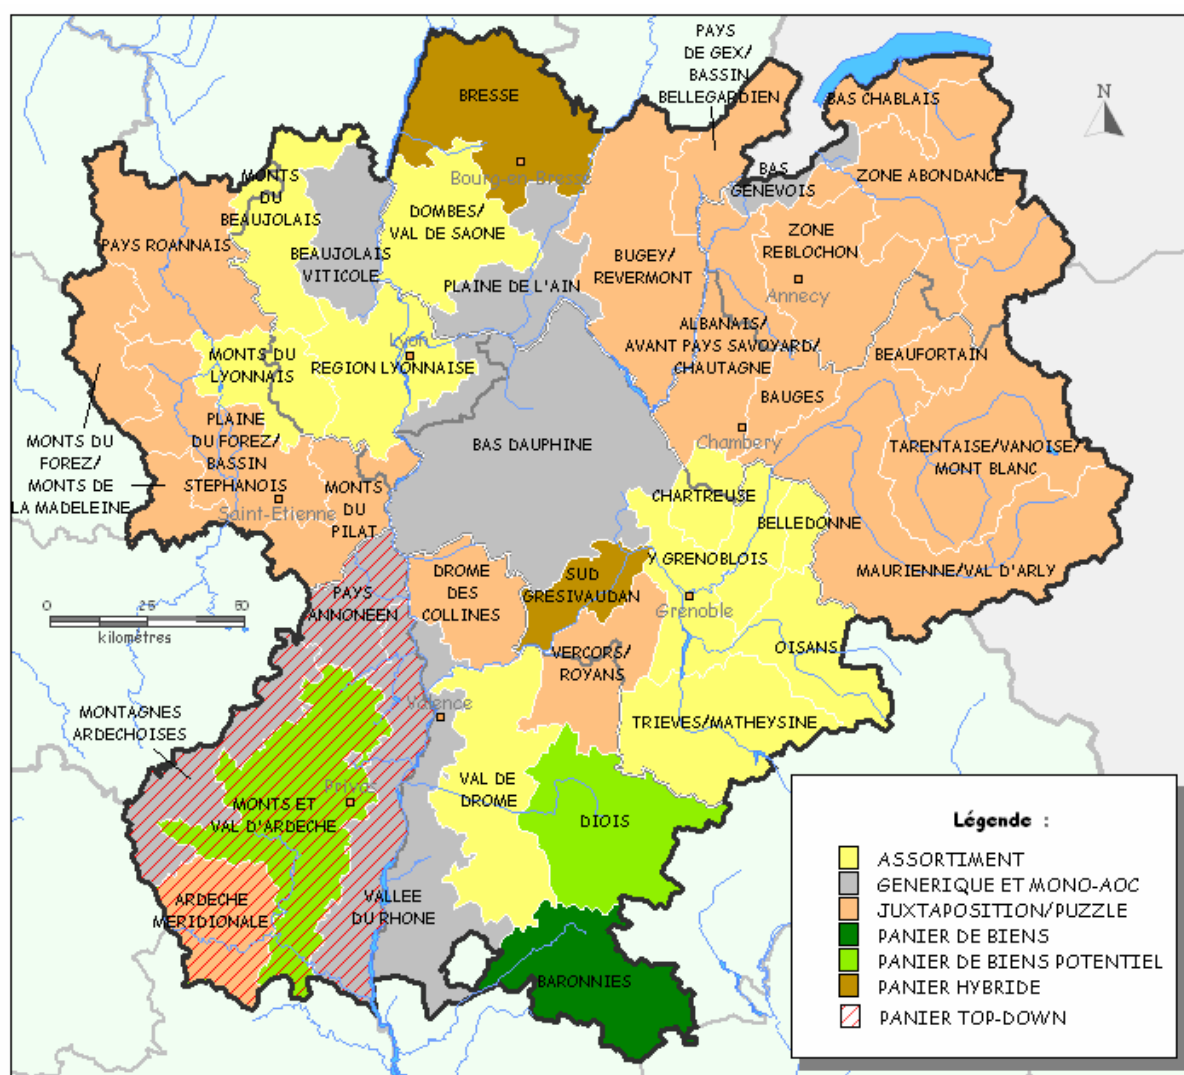 PAYS
DE GEX/
BASSIN
BELLEGARDIEN
BRESSE
BAS CHABLAIS
N
Bourg-en-Bresse
MONTS
DU
BEAUJOLAIS
BAS
GENEVOIS
ZONE ABONDANCE
DOMBES/
VAL DE SAONE
PAYS ROANNAIS
BEAUJOLAIS
VITICOLE
ZONE
REBLOCHON
BUGEY/
REVERMONT
PLAINE DE L'AIN
Annecy
ALBANAIS/
AVANT PAYS SAVOYARD/
CHAUTAGNE
Lyon
MONTS DU
LYONNAIS
REGION LYONNAISE
BEAUFORTAIN
BAUGES
PLAINE
DU FOREZ/
BASSIN
STEPHANOIS
MONTS DU
FOREZ/
MONTS DE
LA MADELEINE
BAS DAUPHINE
Chambery
TARENTAISE/VANOISE/
MONT BLANC
Saint-Etienne
MONTS
DU
PILAT
CHARTREUSE
BELLEDONNE
Y GRENOBLOIS
MAURIENNE/VAL D'ARLY
DROME
DES
COLLINES
SUD
GRESIVAUDAN
PAYS
ANNONEEN
Grenoble
0 25 50
kilomètres
VERCORS/
ROYANS
OISANS
MONTAGNES
ARDECHOISES
Valence
TRIEVES/MATHEYSINE
VAL DE
DROME
Privas
MONTS ET
VAL D'ARDECHE
DIOIS
ARDECHE
MERIDIONALE
VALLEE
DU RHONE
BARONNIES
Légende :
ASSORTIMENT
GENERIQUE ET MONO-AOC
JUXTAPOSITION/PUZZLE
PANIER DE BIENS
PANIER DE BIENS POTENTIEL
PANIER HYBRIDE
PANIER TOP-DOWN